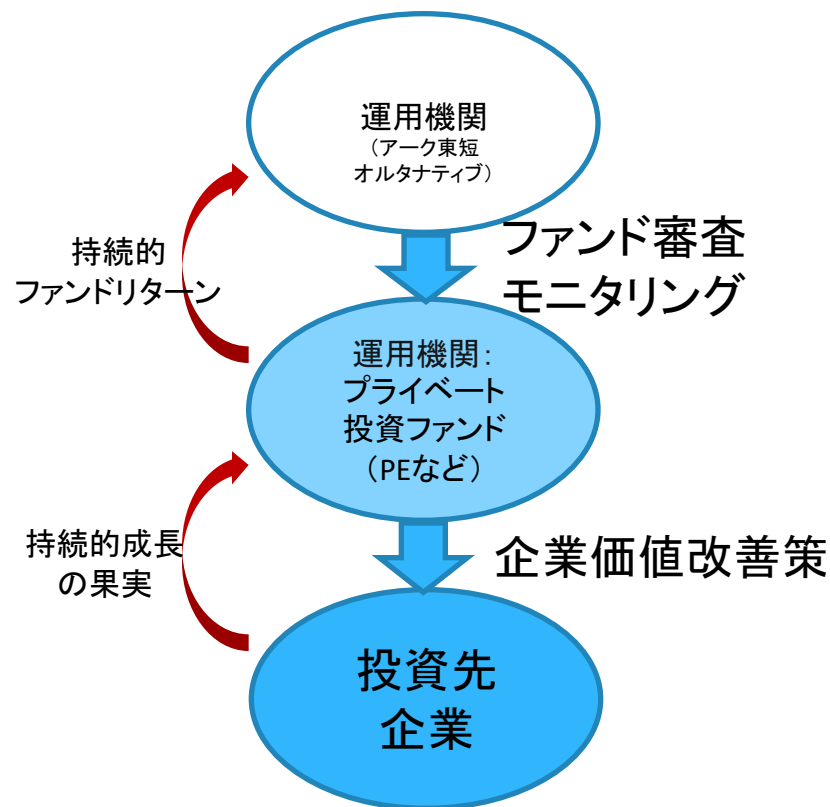 運用機関
（アーク東短
オルタナティブ）
ファンド審査
モニタリング
持続的
ファンドリターン
運用機関：
プライベート
投資ファンド
（PEなど）
企業価値改善策
持続的成長
の果実
投資先
企業